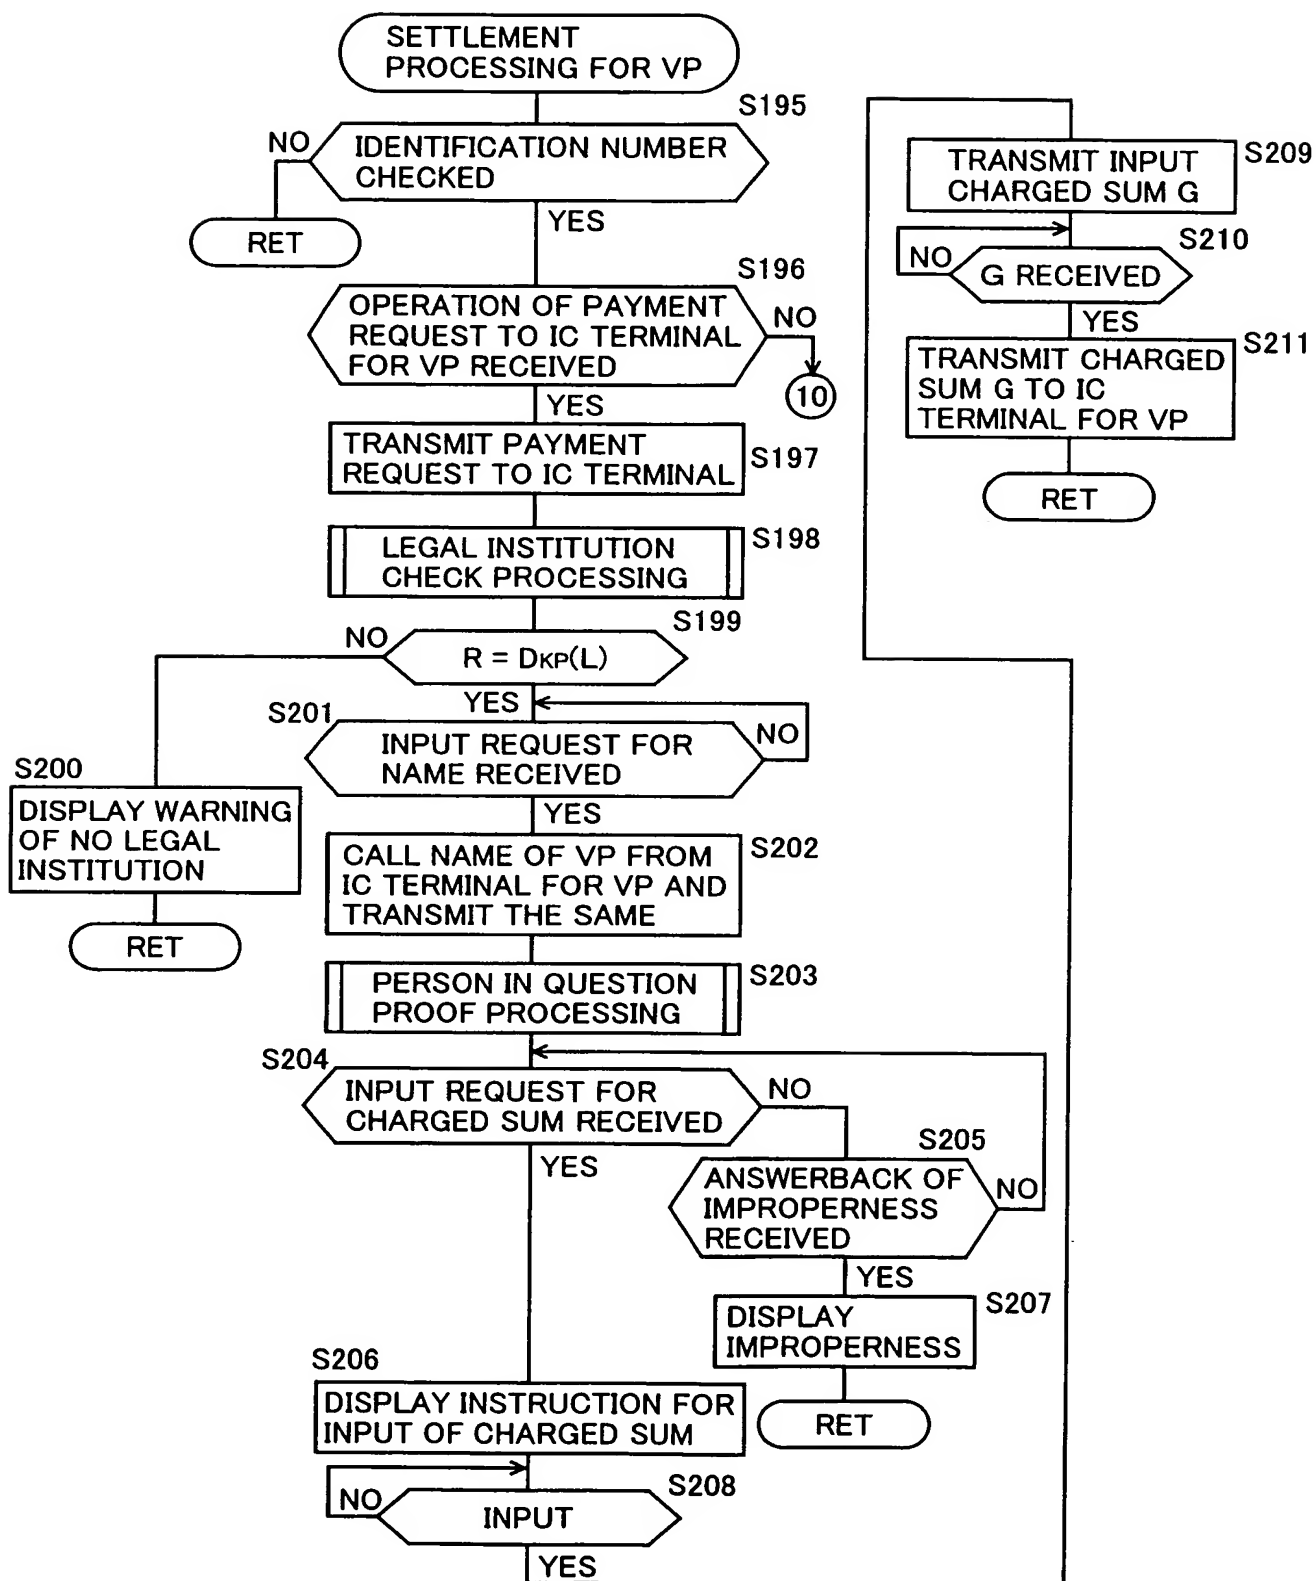 SETTLEMENT
PROCESSING FOR VP
S195
NO
IDENTIFICATION NUMBER
CHECKED
YES
RET
S196
OPERATION OF PAYMENT
REQUEST TO IC TERMINAL
FOR VP RECEIVED
NO
10
YES
TRANSMIT PAYMENT
REQUEST TO IC TERMINAL
S197
LEGAL INSTITUTION
CHECK PROCESSING
S198
S199
NO
R = DKP(L)
YES
S201
INPUT REQUEST FOR
NAME RECEIVED
NO
YES
S200
DISPLAY WARNING
OF NO LEGAL
INSTITUTION
RET
CALL NAME OF VP FROM
IC TERMINAL FOR VP AND
TRANSMIT THE SAME
S202
PERSON IN QUESTION
PROOF PROCESSING
S203
S204
INPUT REQUEST FOR
CHARGED SUM RECEIVED
NO
YES
S205
ANSWERBACK OF
IMPROPERNESS
RECEIVED
NO
YES
S207
DISPLAY
IMPROPERNESS
RET
S206
DISPLAY INSTRUCTION FOR
INPUT OF CHARGED SUM
S208
NO
INPUT
YES
TRANSMIT INPUT
CHARGED SUM G
S209
S210
NO
G RECEIVED
YES
S211
TRANSMIT CHARGED
SUM G TO IC
TERMINAL FOR VP
RET